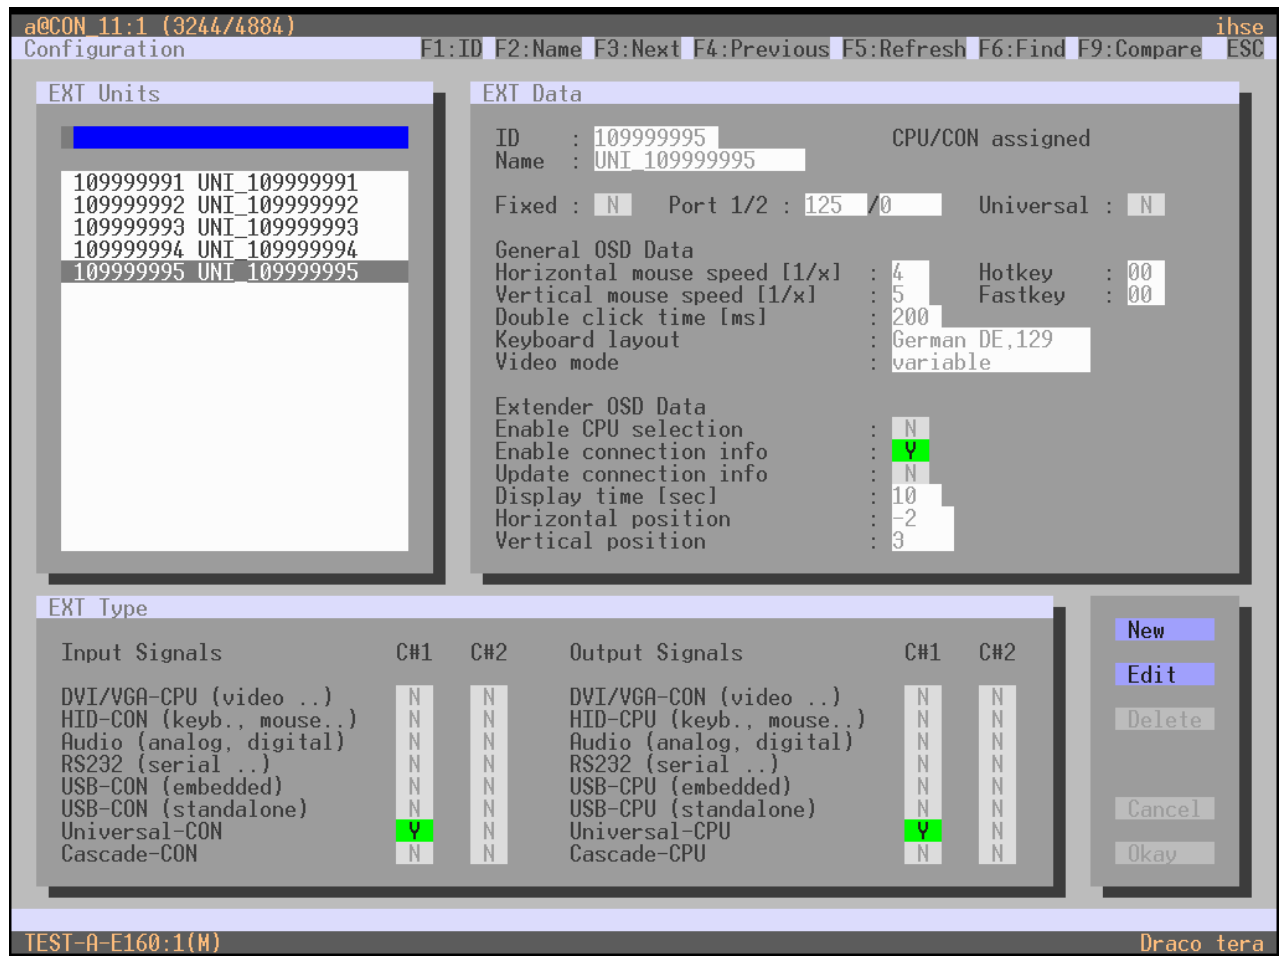 a@CON_11:1 (3244/4884) ihse
Configuration F1:ID F2:Name F3:Next F4:Previous F5:Refresh F6:Find F9:Compare ESC
EXT Units
109999991 UNI_109999991
109999992 UNI_109999992
109999993 UNI_109999993
109999994 UNI_109999994
109999995 UNI_109999995
EXT Data
ID : 109999995 CPU/CON assigned
Name : UNI_109999995
Fixed : N Port 1/2 : 125 /0 Universal : N
General OSD Data
Horizontal mouse speed [1/x] : 4 Hotkey : 00
Vertical mouse speed [1/x] : 5 Fastkey : 00
Double click time [ms] : 200
Keyboard layout : German DE,129
Video mode : variable
Extender OSD Data
Enable CPU selection : N
Enable connection info : Y
Update connection info : N
Display time [sec] : 10
Horizontal position : -2
Vertical position : 3
EXT Type
Input Signals C#1 C#2 Output Signals C#1 C#2
DVI/VGA-CPU (video ..) N N DVI/VGA-CON (video ..) N N
HID-CON (keyb., mouse..) N N HID-CPU (keyb., mouse..) N N
Audio (analog, digital) N N Audio (analog, digital) N N
RS232 (serial ..) N N RS232 (serial ..) N N
USB-CON (embedded) N N USB-CPU (embedded) N N
USB-CON (standalone) N N USB-CPU (standalone) N N
Universal-CON Y N Universal-CPU Y N
Cascade-CON N N Cascade-CPU N N
New
Edit
Delete
Cancel
Okay
TEST-A-E160:1(M) Draco tera